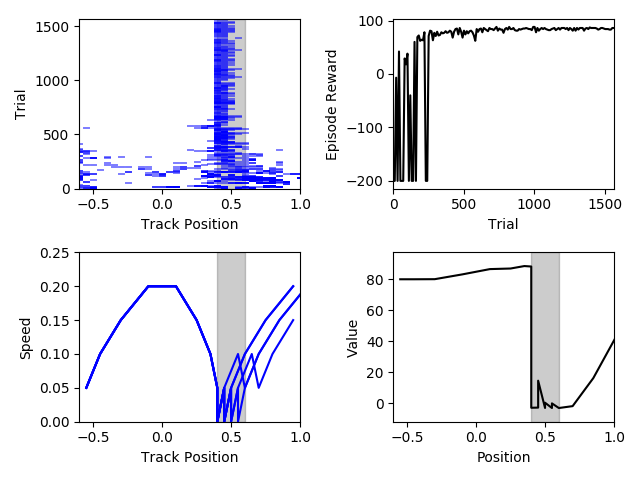 1500
1000
500
0
−0.5 0.0 0.5 1.0
Trial
Track Position
100
0
−100
−200
0 500 1000 1500
Episode Reward
Trial
0.25
0.20
0.15
0.10
0.05
0.00
−0.5 0.0 0.5 1.0
Speed
Track Position
80
60
40
20
0
−0.5 0.0 0.5 1.0
Value
Position